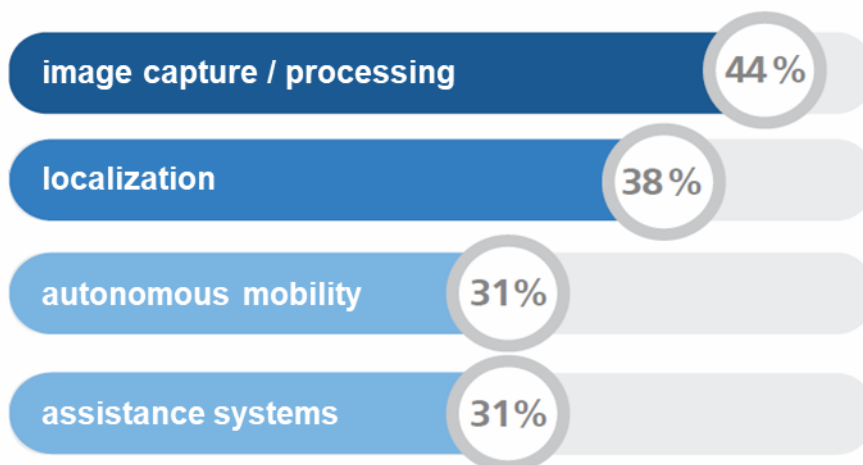 image capture / processing 44 %
localization 38 %
autonomous mobility 31%
assistance systems 31%